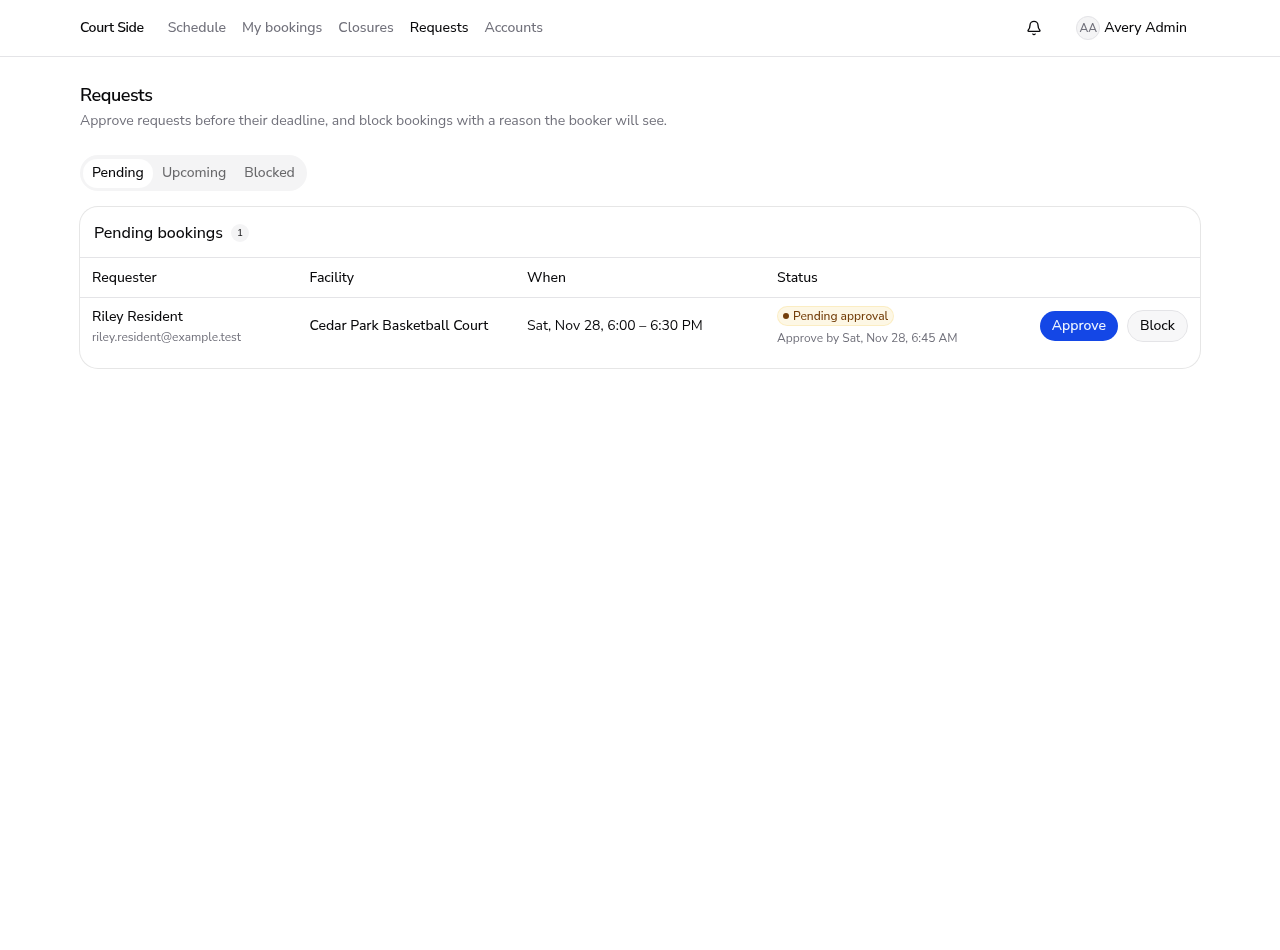 Court Side Schedule My bookings Closures Requests Accounts AA Avery Admin
Requests
Approve requests before their deadline, and block bookings with a reason the booker will see.
Pending Upcoming Blocked
Pending bookings 1
Requester Facility When Status
Riley Resident
riley.resident@example.test
Cedar Park Basketball Court
Sat, Nov 28, 6:00 – 6:30 PM
Pending approval
Approve by Sat, Nov 28, 6:45 AM
Approve Block